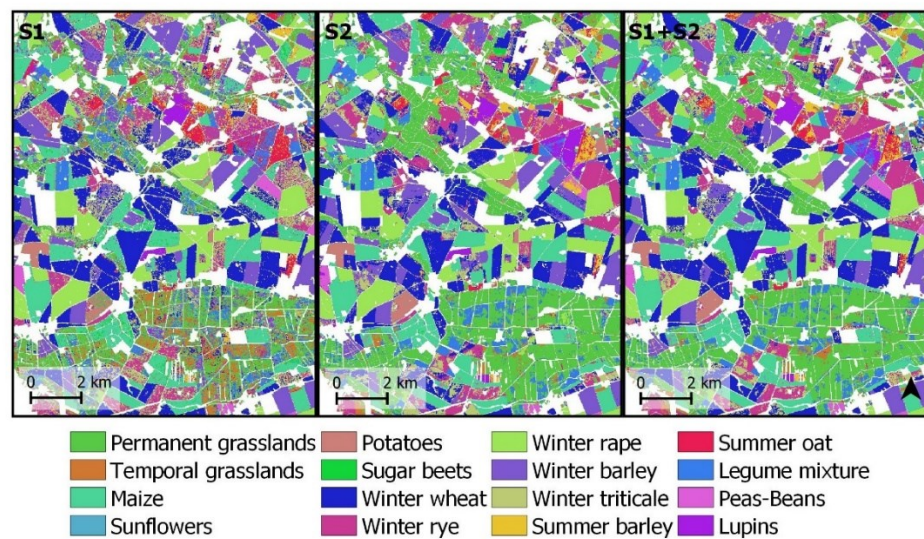 S1 S2 S1+S2
0 2 km 0 2 km 0 2 km
Permanent grasslands Potatoes Winter rape Summer oat
Temporal grasslands Sugar beets Winter barley Legume mixture
Maize Winter wheat Winter triticale Peas-Beans
Sunflowers Winter rye Summer barley Lupins